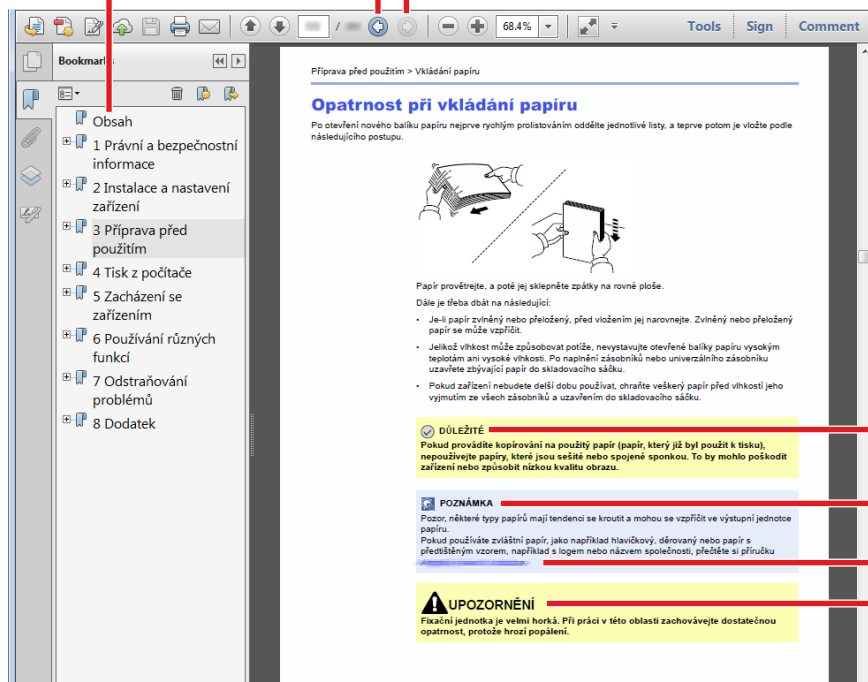 68.4%
Tools Sign Comment
Bookmar
Obsah
1 Právní a bezpečnostní
informace
2 Instalace a nastavení
zařízení
3 Příprava před
použitím
4 Tisk z počítače
5 Zacházení se
zařízením
6 Používání různých
funkcí
7 Odstraňování
problémů
8 Dodatek
Příprava před použitím > Vkládání papíru
Opatrnost při vkládání papíru
Po otevření nového balíku papíru nejprve rychlým prolistováním oddělte jednotlivé listy, a teprve potom je vložte podle
následujícího postupu.
Papír provětrejte, a poté jej sklepněte zpátky na rovné ploše.
Dále je třeba dbát na následující:
• Je-li papír zvlněný nebo přeložený, před vložením jej narovnejte. Zvlněný nebo přeložený
papír se může vzpříčit.
• Jelikož vlhkost může způsobovat potíže, nevystavujte otevřené balíky papíru vysokým
teplotám ani vysoké vlhkosti. Po naplnění zásobníků nebo univerzálního zásobníku
uzavřete zbývající papír do skladovacího sáčku.
• Pokud zařízení nebudete delší dobu používat, chraňte veškerý papír před vlhkostí jeho
vyjmutím ze všech zásobníků a uzavřením do skladovacího sáčku.
DŮLEŽITÉ
Pokud provádíte kopírování na použitý papír (papír, který již byl použit k tisku),
nepoužívejte papíry, které jsou sešité nebo spojené sponkou. To by mohlo poškodit
zařízení nebo způsobit nízkou kvalitu obrazu.
POZNÁMKA
Pozor, některé typy papírů mají tendenci se kroutit a mohou se vzpříčit ve výstupní jednotce
papíru.
Pokud používáte zvláštní papír, jako například hlavičkový, děrovaný nebo papír s
předtištěným vzorem, například s logem nebo názvem společnosti, přečtěte si příručku
UPOZORNĚNÍ
Fixační jednotka je velmi horká. Při práci v této oblasti zachovávejte dostatečnou
opatrnost, protože hrozí popálení.